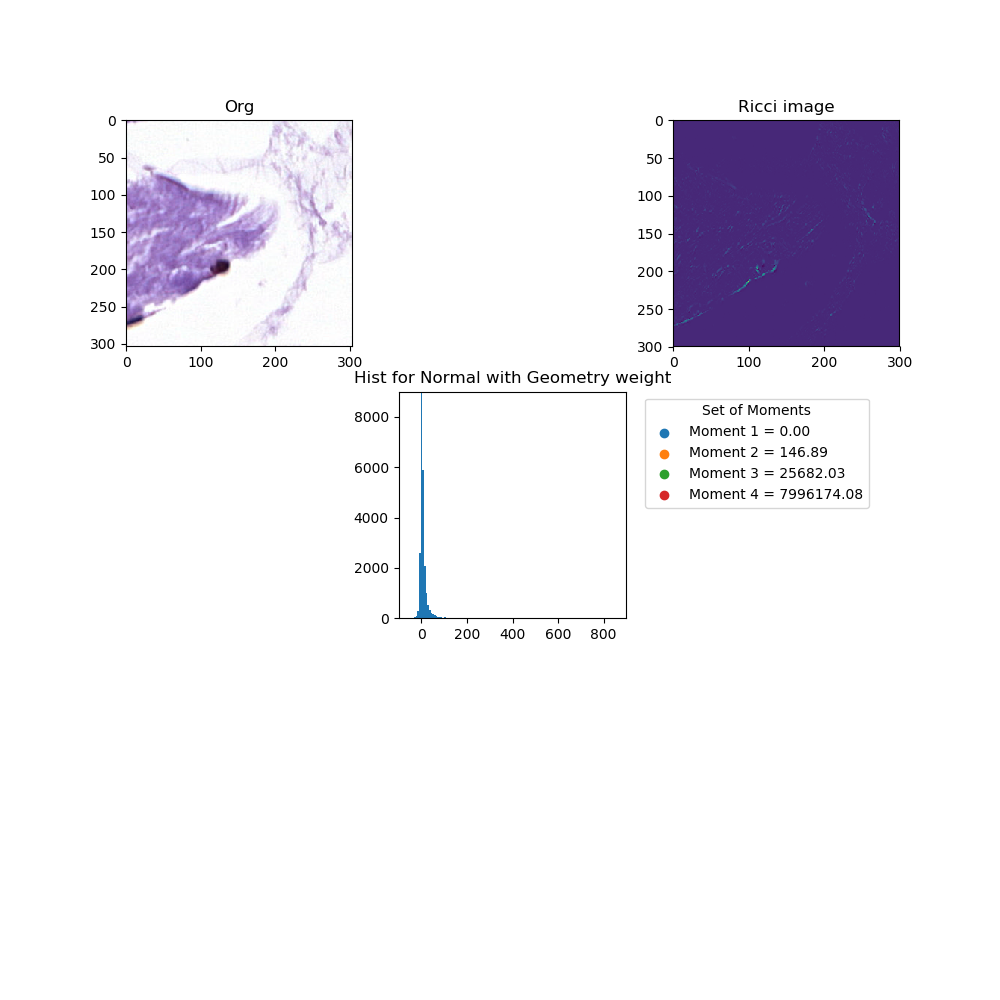 Org
0
50
100
150
200
250
300
0 100 200 300
Ricci image
0
50
100
150
200
250
300
0 100 200 300
Hist for Normal with Geometry weight
8000
6000
4000
2000
0
0 200 400 600 800
Set of Moments
Moment 1 = 0.00
Moment 2 = 146.89
Moment 3 = 25682.03
Moment 4 = 7996174.08